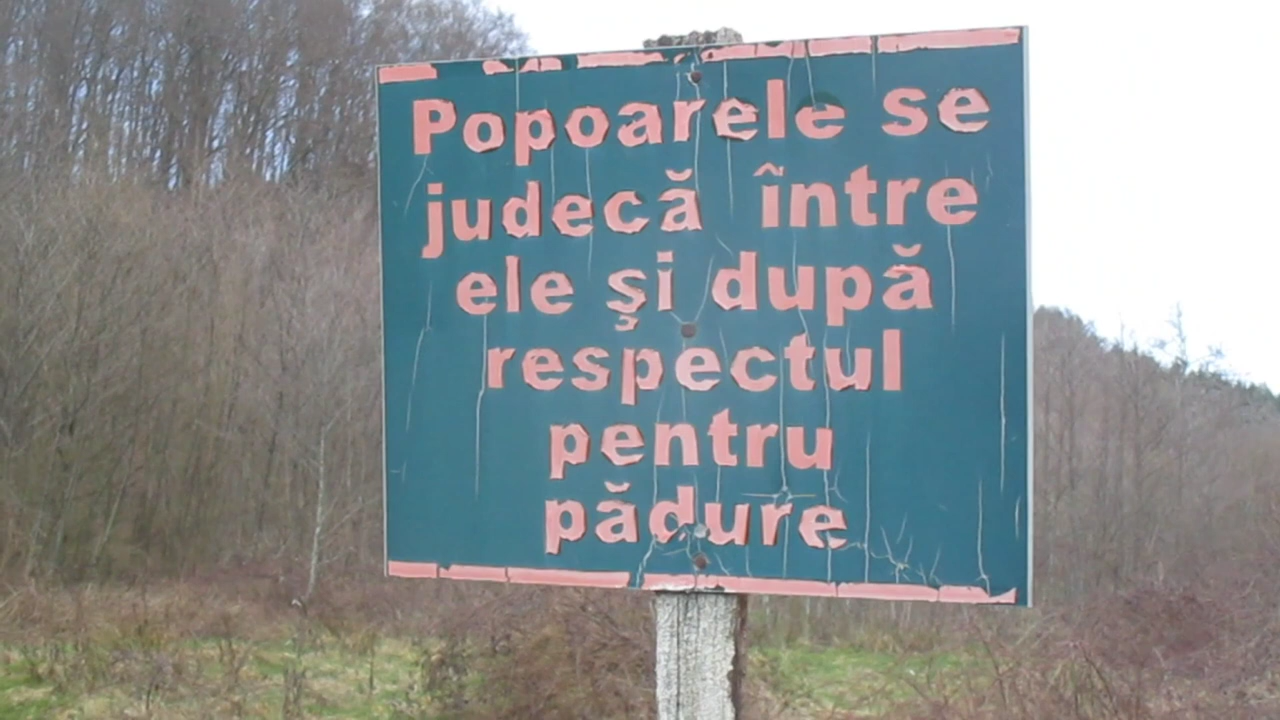 Popoarele se
judecă între
ele şi după
respectul
pentru
pădure